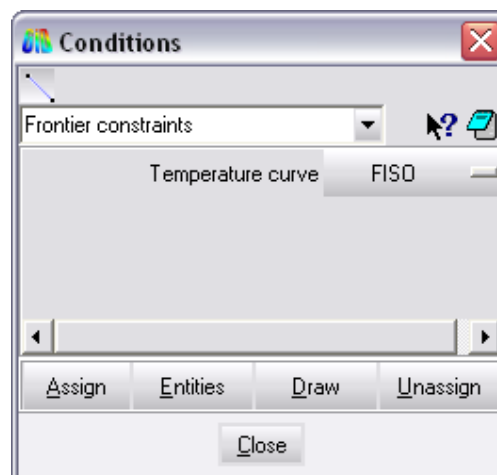 Conditions
Frontier constraints
Temperature curve FISO
Assign Entities Draw Unassign
Close